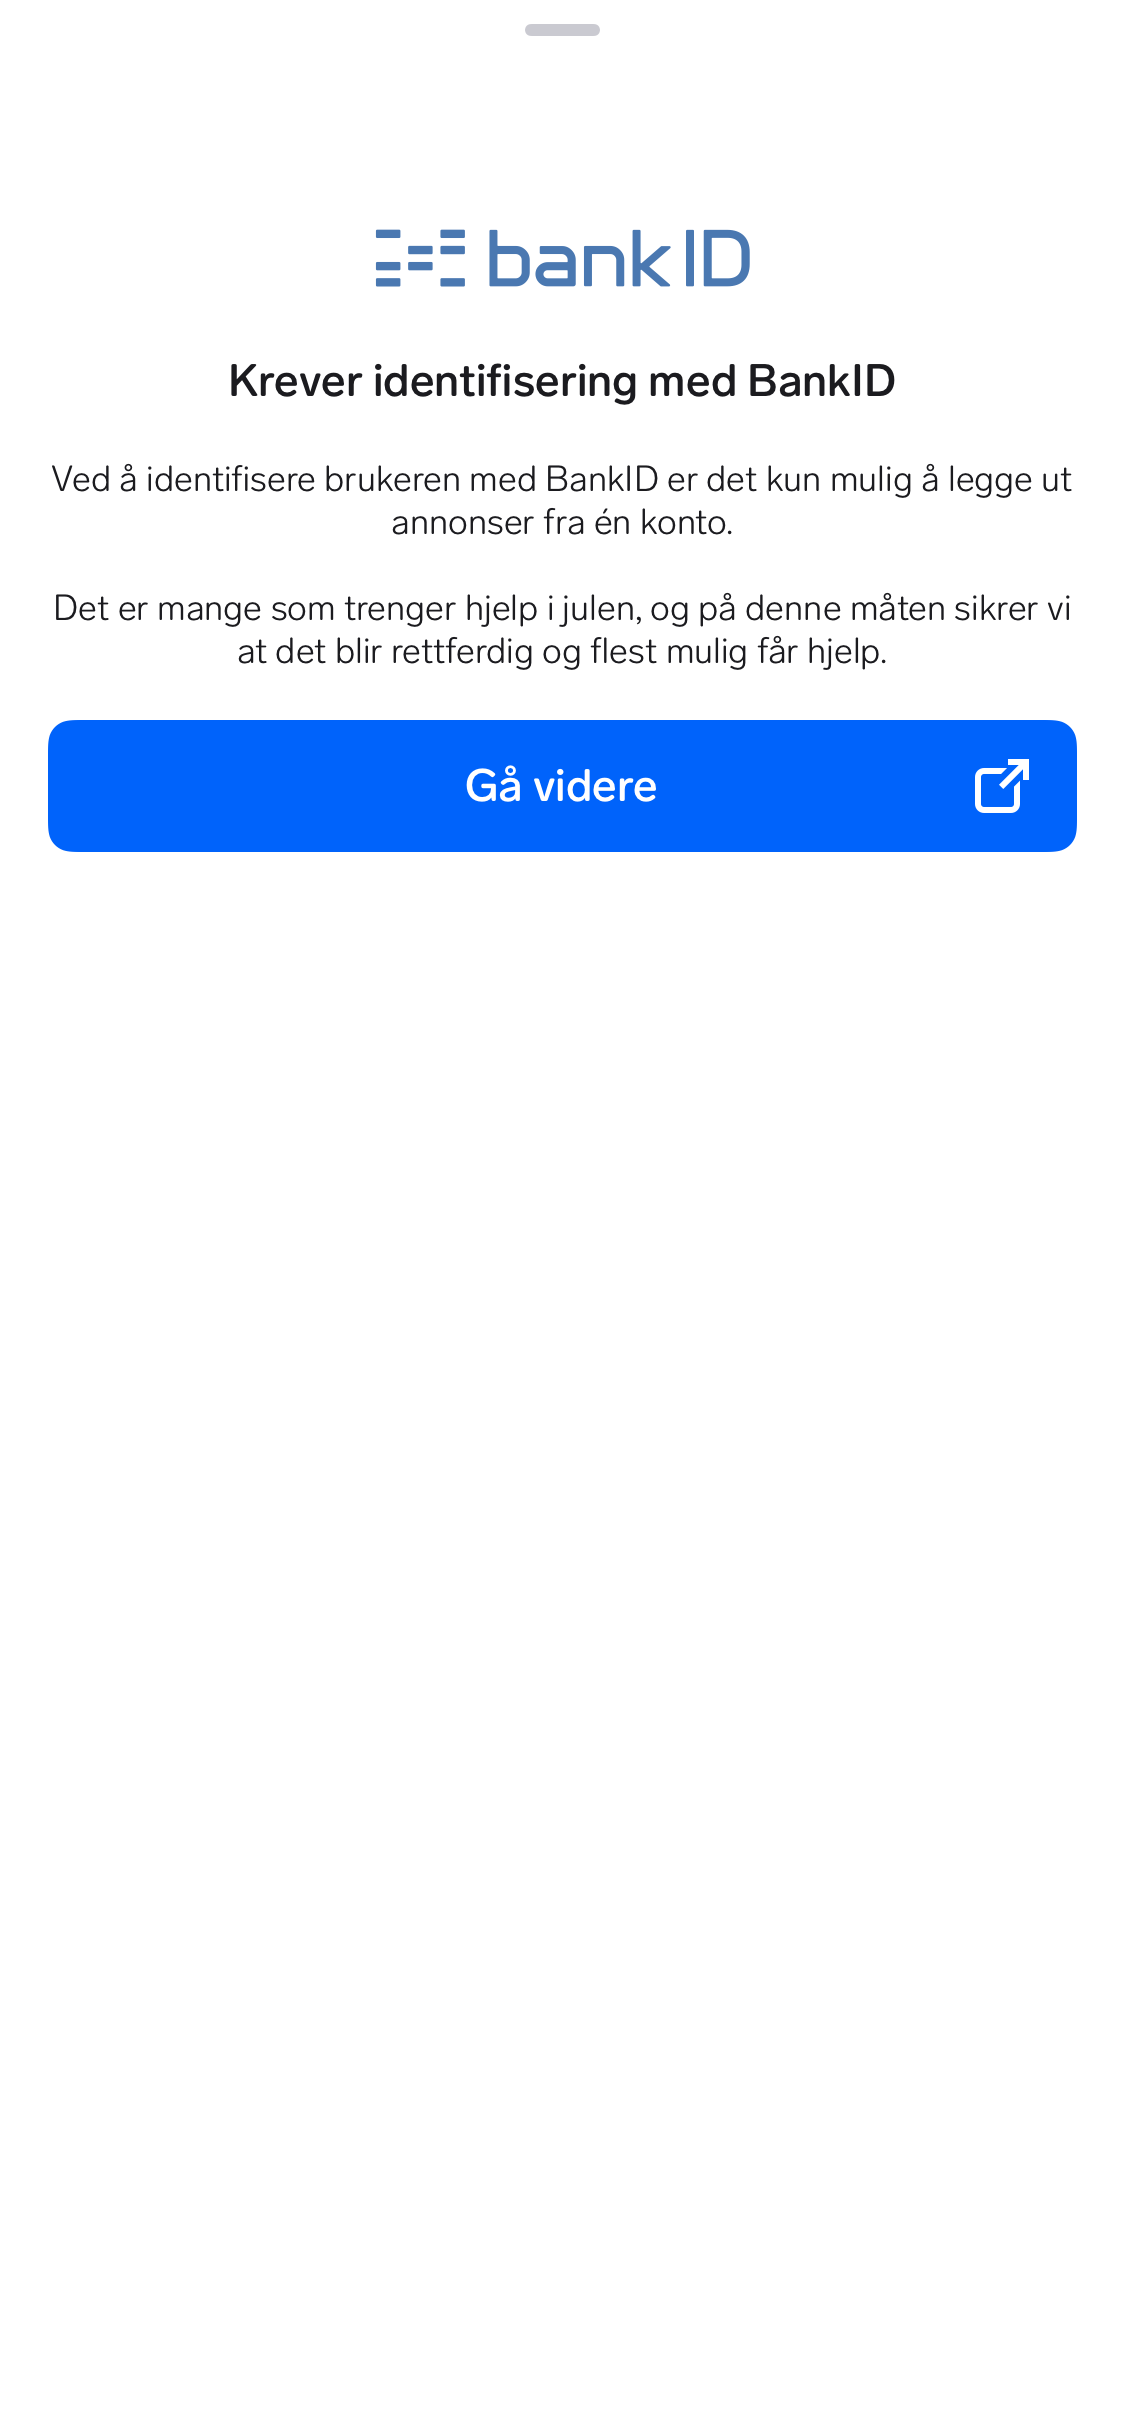 bankID
Krever identifisering med BankID
Ved å identifisere brukeren med BankID er det kun mulig å legge ut
annonser fra én konto.
Det er mange som trenger hjelp i julen, og på denne måten sikrer vi
at det blir rettferdig og flest mulig får hjelp.
Gå videre